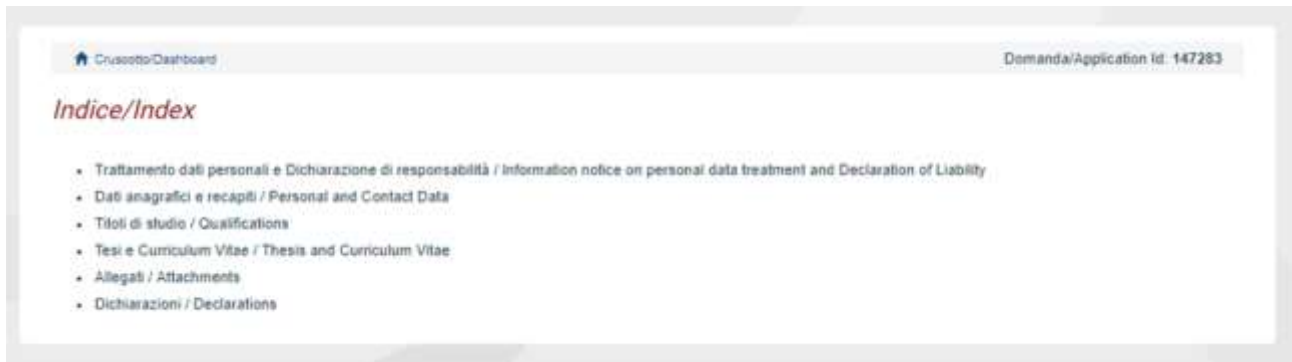 Cruscotto/Dashboard
Domanda/Application Id: 147283
Indice/Index
Trattamento dati personali e Dichiarazione di responsabilità / Information notice on personal data treatment and Declaration of Liability
Dati anagrafici e recapiti / Personal and Contact Data
Titoli di studio / Qualifications
Tesi e Curriculum Vitae / Thesis and Curriculum Vitae
Allegati / Attachments
Dichiarazioni / Declarations